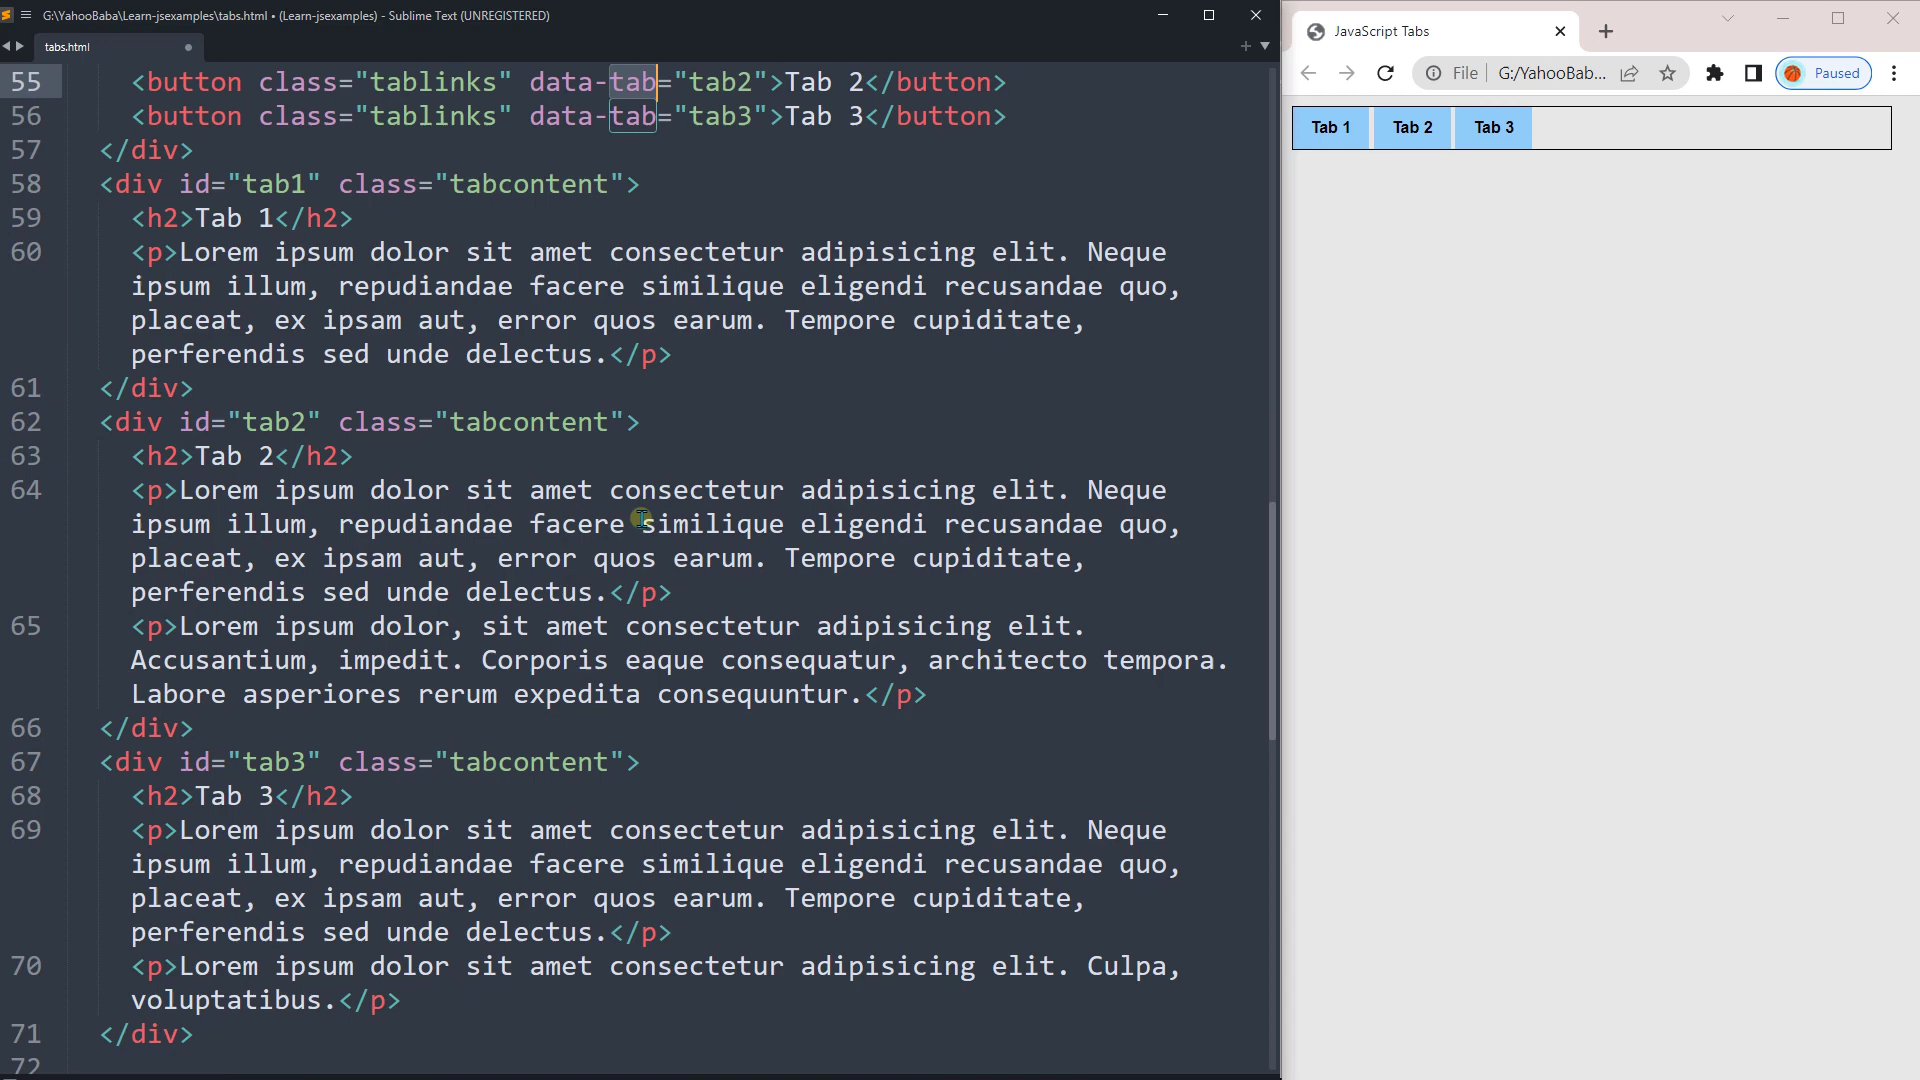 G:\YahooBaba\Learn-jsexamples\tabs.html • (Learn-jsexamples) - Sublime Text (UNREGISTERED)
tabs.html
55 <button class="tablinks" data-tab="tab2">Tab 2</button>
56 <button class="tablinks" data-tab="tab3">Tab 3</button>
57 </div>
58 <div id="tab1" class="tabcontent">
59 <h2>Tab 1</h2>
60 <p>Lorem ipsum dolor sit amet consectetur adipisicing elit. Neque
ipsum illum, repudiandae facere similique eligendi recusandae quo,
placeat, ex ipsam aut, error quos earum. Tempore cupiditate,
perferendis sed unde delectus.</p>
61 </div>
62 <div id="tab2" class="tabcontent">
63 <h2>Tab 2</h2>
64 <p>Lorem ipsum dolor sit amet consectetur adipisicing elit. Neque
ipsum illum, repudiandae facere similique eligendi recusandae quo,
placeat, ex ipsam aut, error quos earum. Tempore cupiditate,
perferendis sed unde delectus.</p>
65 <p>Lorem ipsum dolor, sit amet consectetur adipisicing elit.
Accusantium, impedit. Corporis eaque consequatur, architecto tempora.
Labore asperiores rerum expedita consequuntur.</p>
66 </div>
67 <div id="tab3" class="tabcontent">
68 <h2>Tab 3</h2>
69 <p>Lorem ipsum dolor sit amet consectetur adipisicing elit. Neque
ipsum illum, repudiandae facere similique eligendi recusandae quo,
placeat, ex ipsam aut, error quos earum. Tempore cupiditate,
perferendis sed unde delectus.</p>
70 <p>Lorem ipsum dolor sit amet consectetur adipisicing elit. Culpa,
voluptatibus.</p>
71 </div>
72
JavaScript Tabs
File G:/YahooBab... Paused
Tab 1 Tab 2 Tab 3